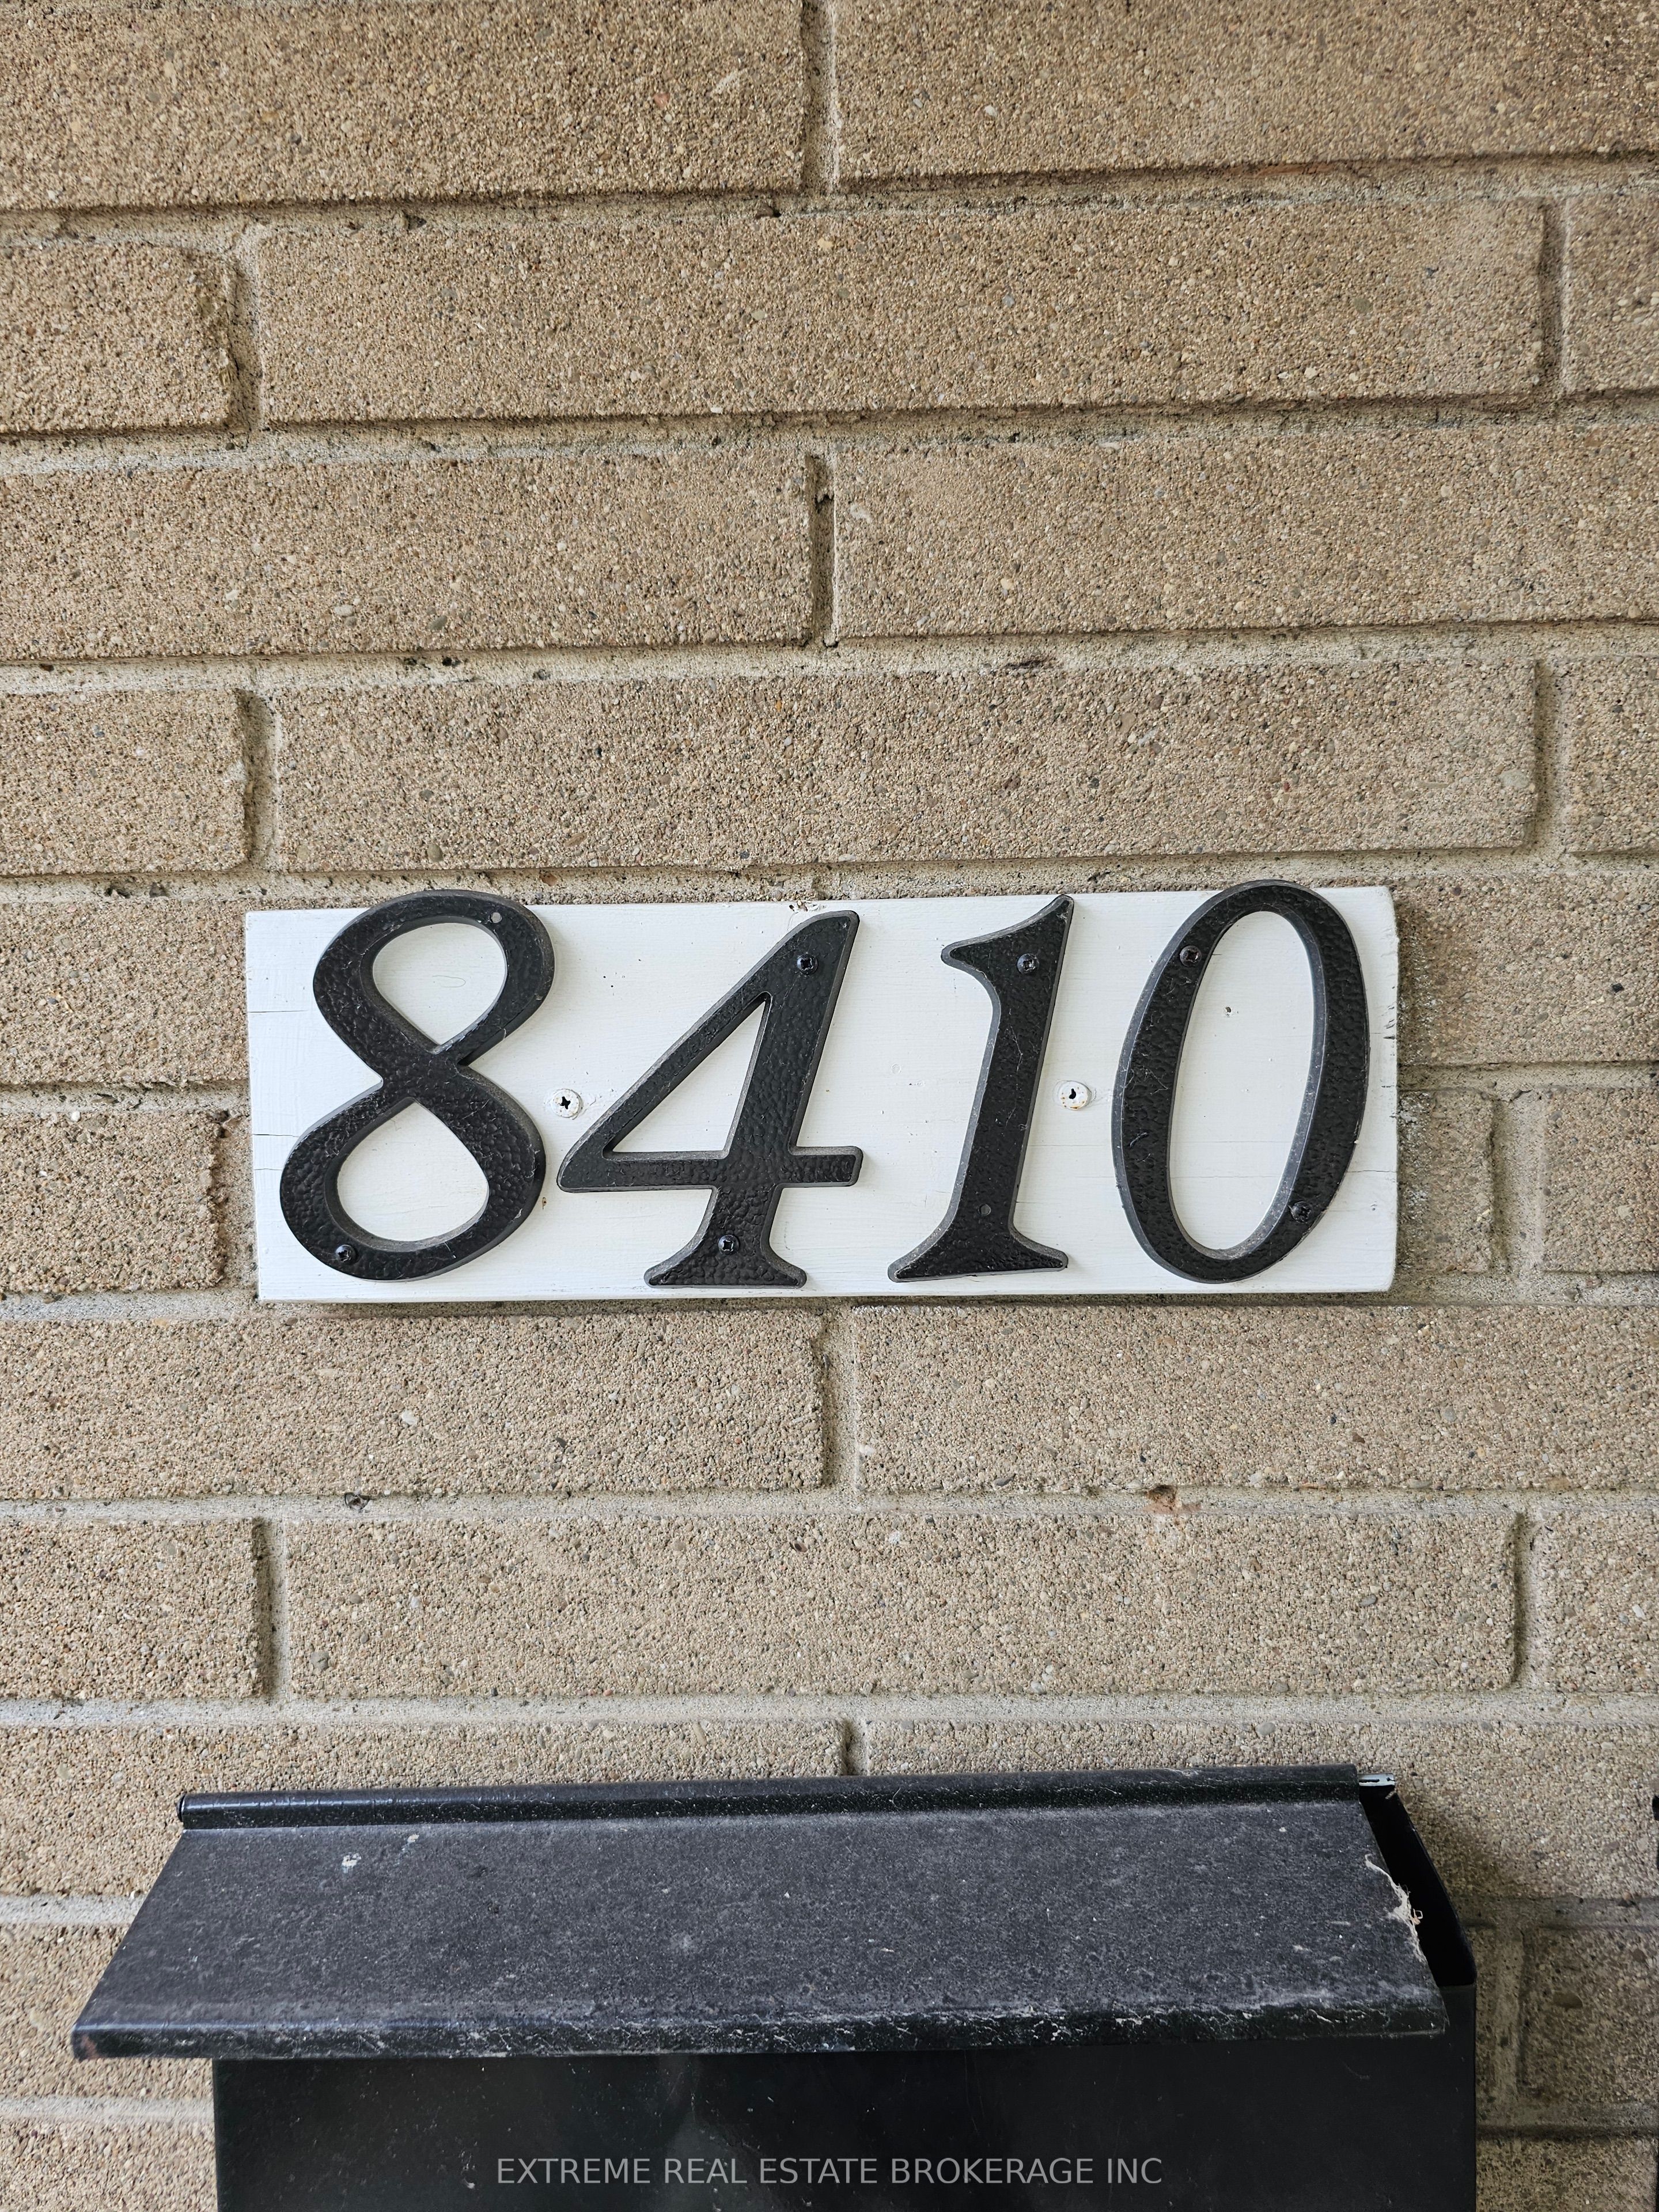 8410
EXTREME REAL ESTATE BROKERAGE INC